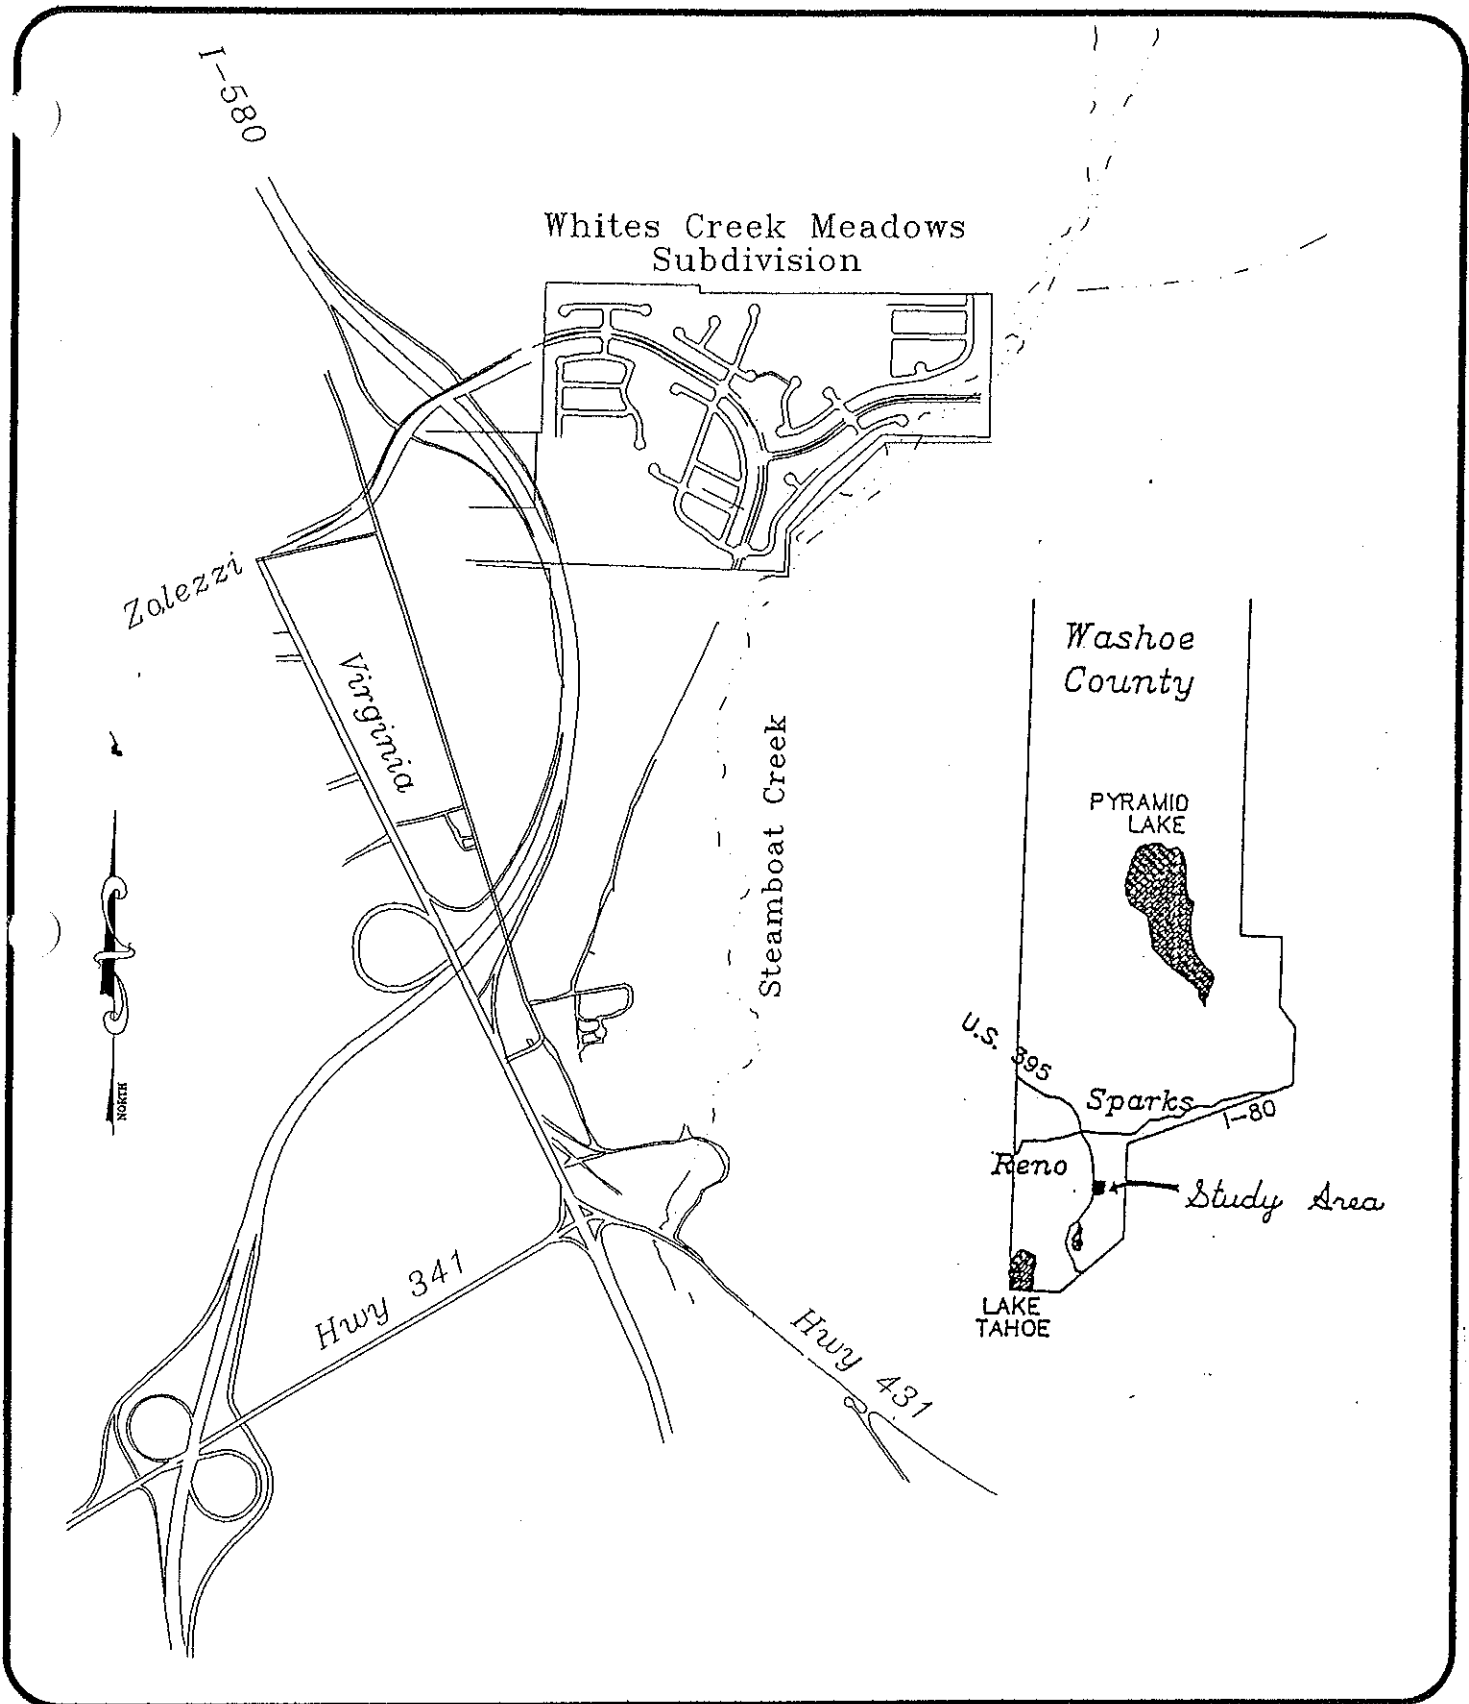 I-580
Whites Creek Meadows
Subdivision
Zolezzi
Virginia
Steamboat Creek
NORTH
Hwy 341
Hwy 431
Washoe
County
PYRAMID
LAKE
U.S. 395
Sparks
I-80
Reno
Study Area
LAKE
TAHOE